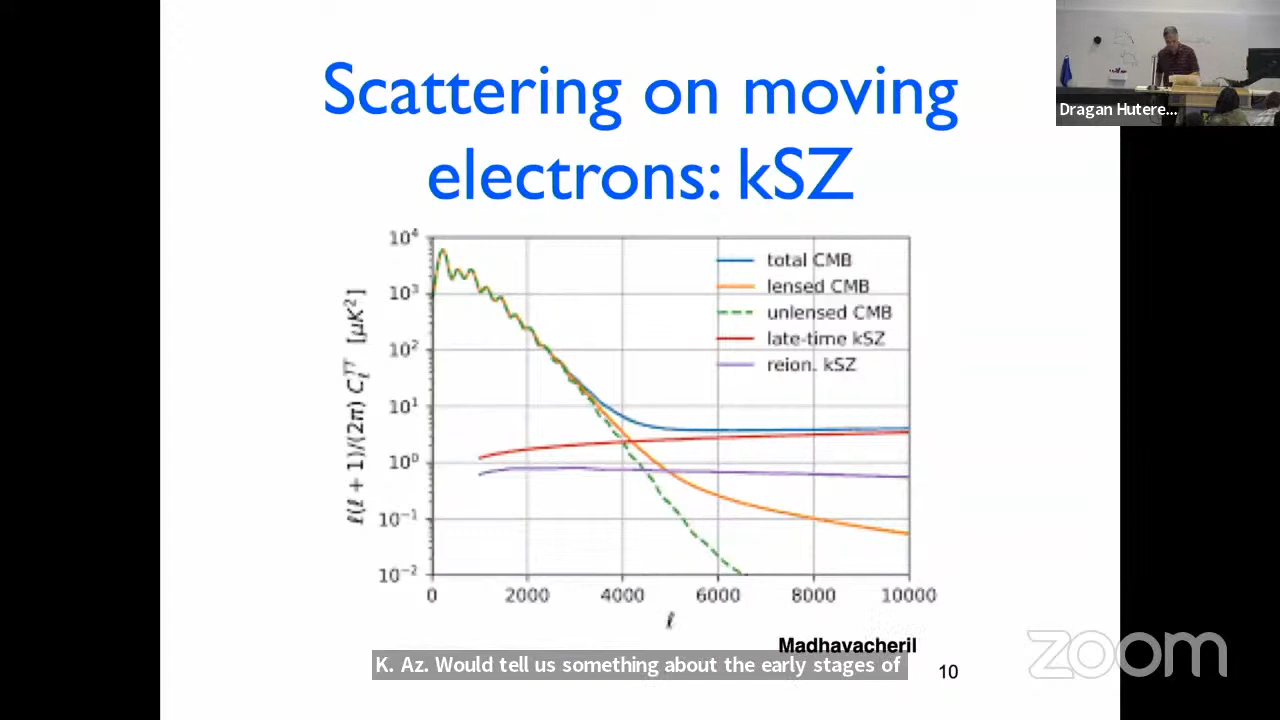 Scattering on moving
electrons: kSZ
Dragan Hutere...
ℓ(ℓ + 1)/(2π) C_ℓ^{TT} [μK²]
10⁴
10³
10²
10¹
10⁰
10⁻¹
10⁻²
total CMB
lensed CMB
unlensed CMB
late-time kSZ
reion. kSZ
0 2000 4000 6000 8000 10000
ℓ
Madhavacheril
K. Az. Would tell us something about the early stages of
10
zoom